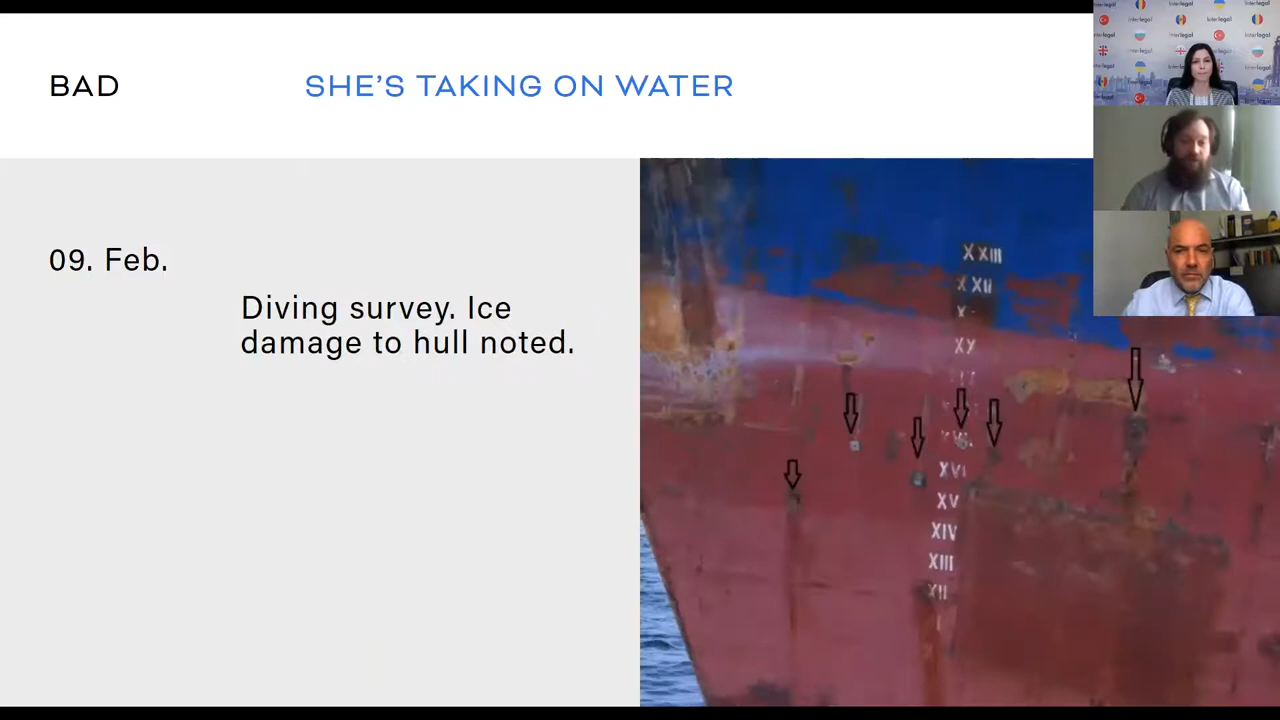 BAD
SHE'S TAKING ON WATER
09. Feb.
Diving survey. Ice
damage to hull noted.
XXIII
XXII
XVI
XV
XIV
XIII
XII
Interlegal